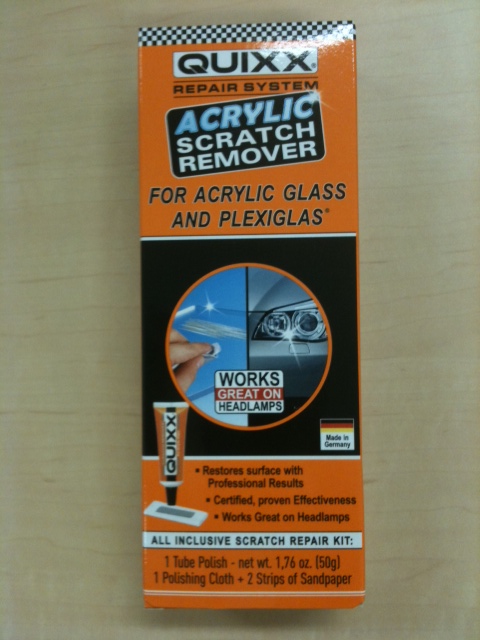 QUIXX®
REPAIR SYSTEM
ACRYLIC
SCRATCH
REMOVER
FOR ACRYLIC GLASS
AND PLEXIGLAS®
WORKS
GREAT ON
HEADLAMPS
Made in
Germany
QUIXX
• Restores surface with
Professional Results
• Certified, proven Effectiveness
• Works Great on Headlamps
ALL INCLUSIVE SCRATCH REPAIR KIT:
1 Tube Polish - net wt. 1,76 oz. (50g)
1 Polishing Cloth + 2 Strips of Sandpaper